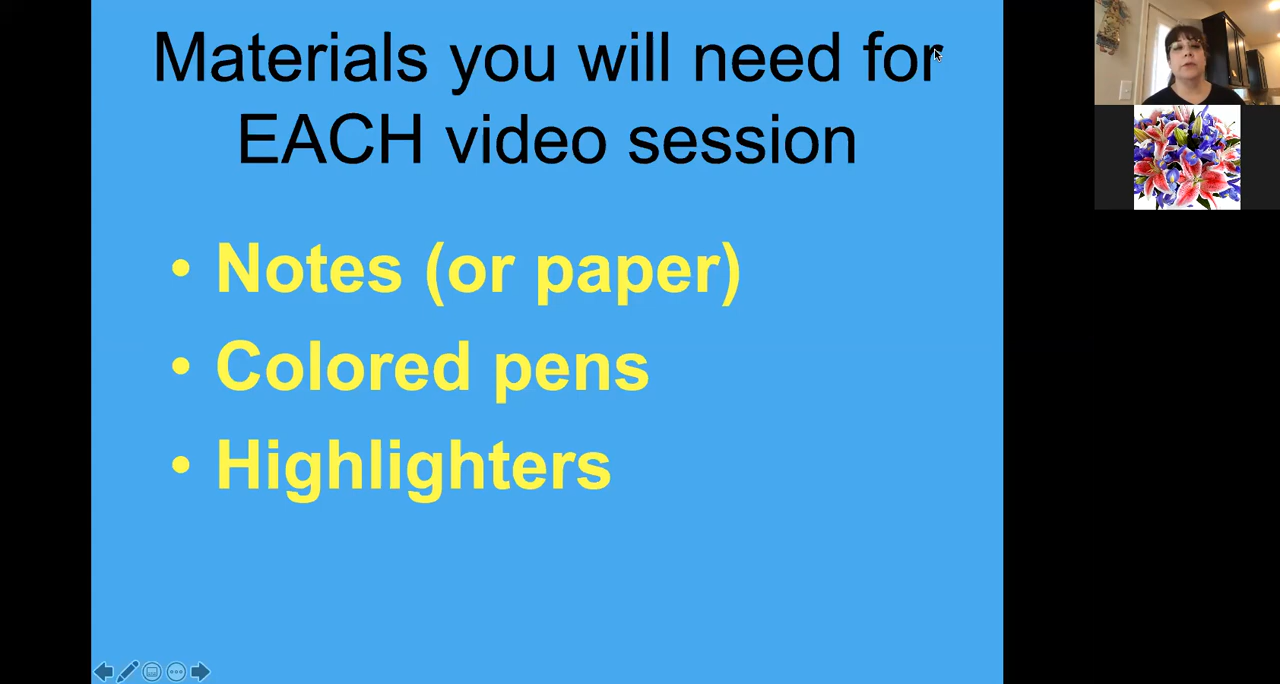 Materials you will need for
EACH video session
• Notes (or paper)
• Colored pens
• Highlighters